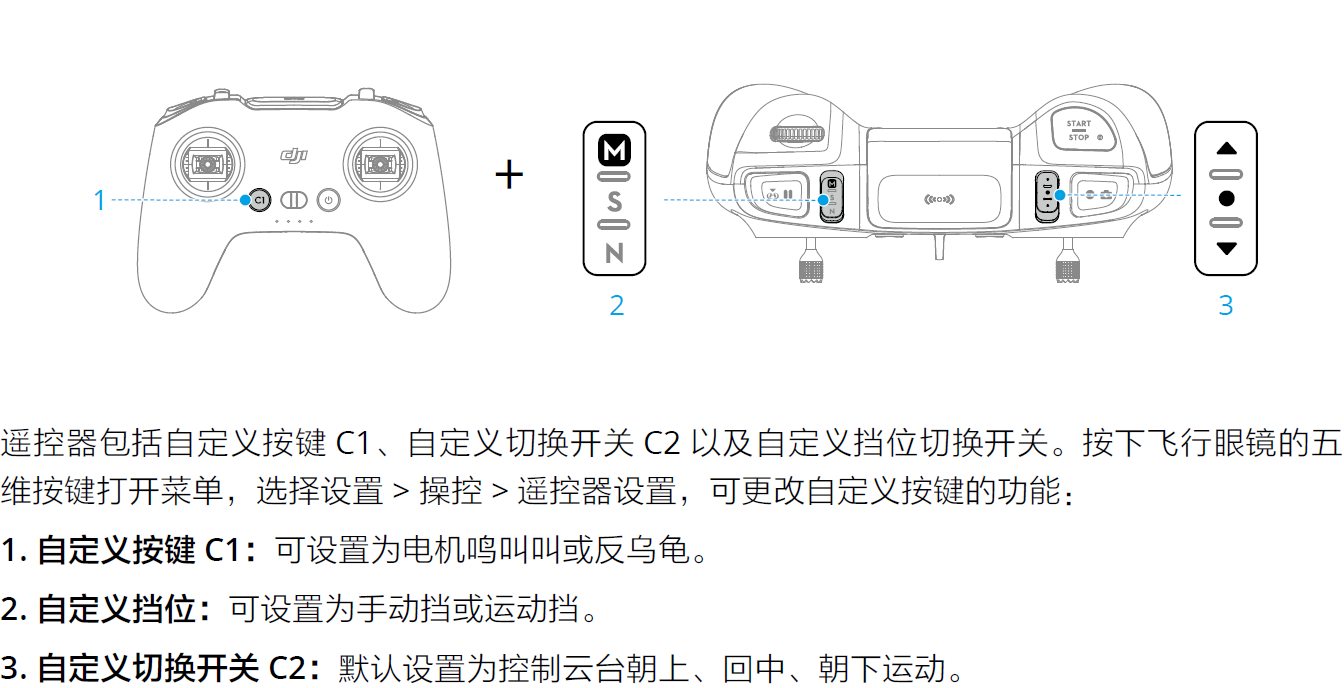 dji
1
C1
+
M
S
N
2
M
S
N
START
STOP
3
遥控器包括自定义按键 C1、自定义切换开关 C2 以及自定义挡位切换开关。按下飞行眼镜的五
维按键打开菜单，选择设置 > 操控 > 遥控器设置，可更改自定义按键的功能：
1. 自定义按键 C1：可设置为电机鸣叫叫或反乌龟。
2. 自定义挡位：可设置为手动挡或运动挡。
3. 自定义切换开关 C2：默认设置为控制云台朝上、回中、朝下运动。